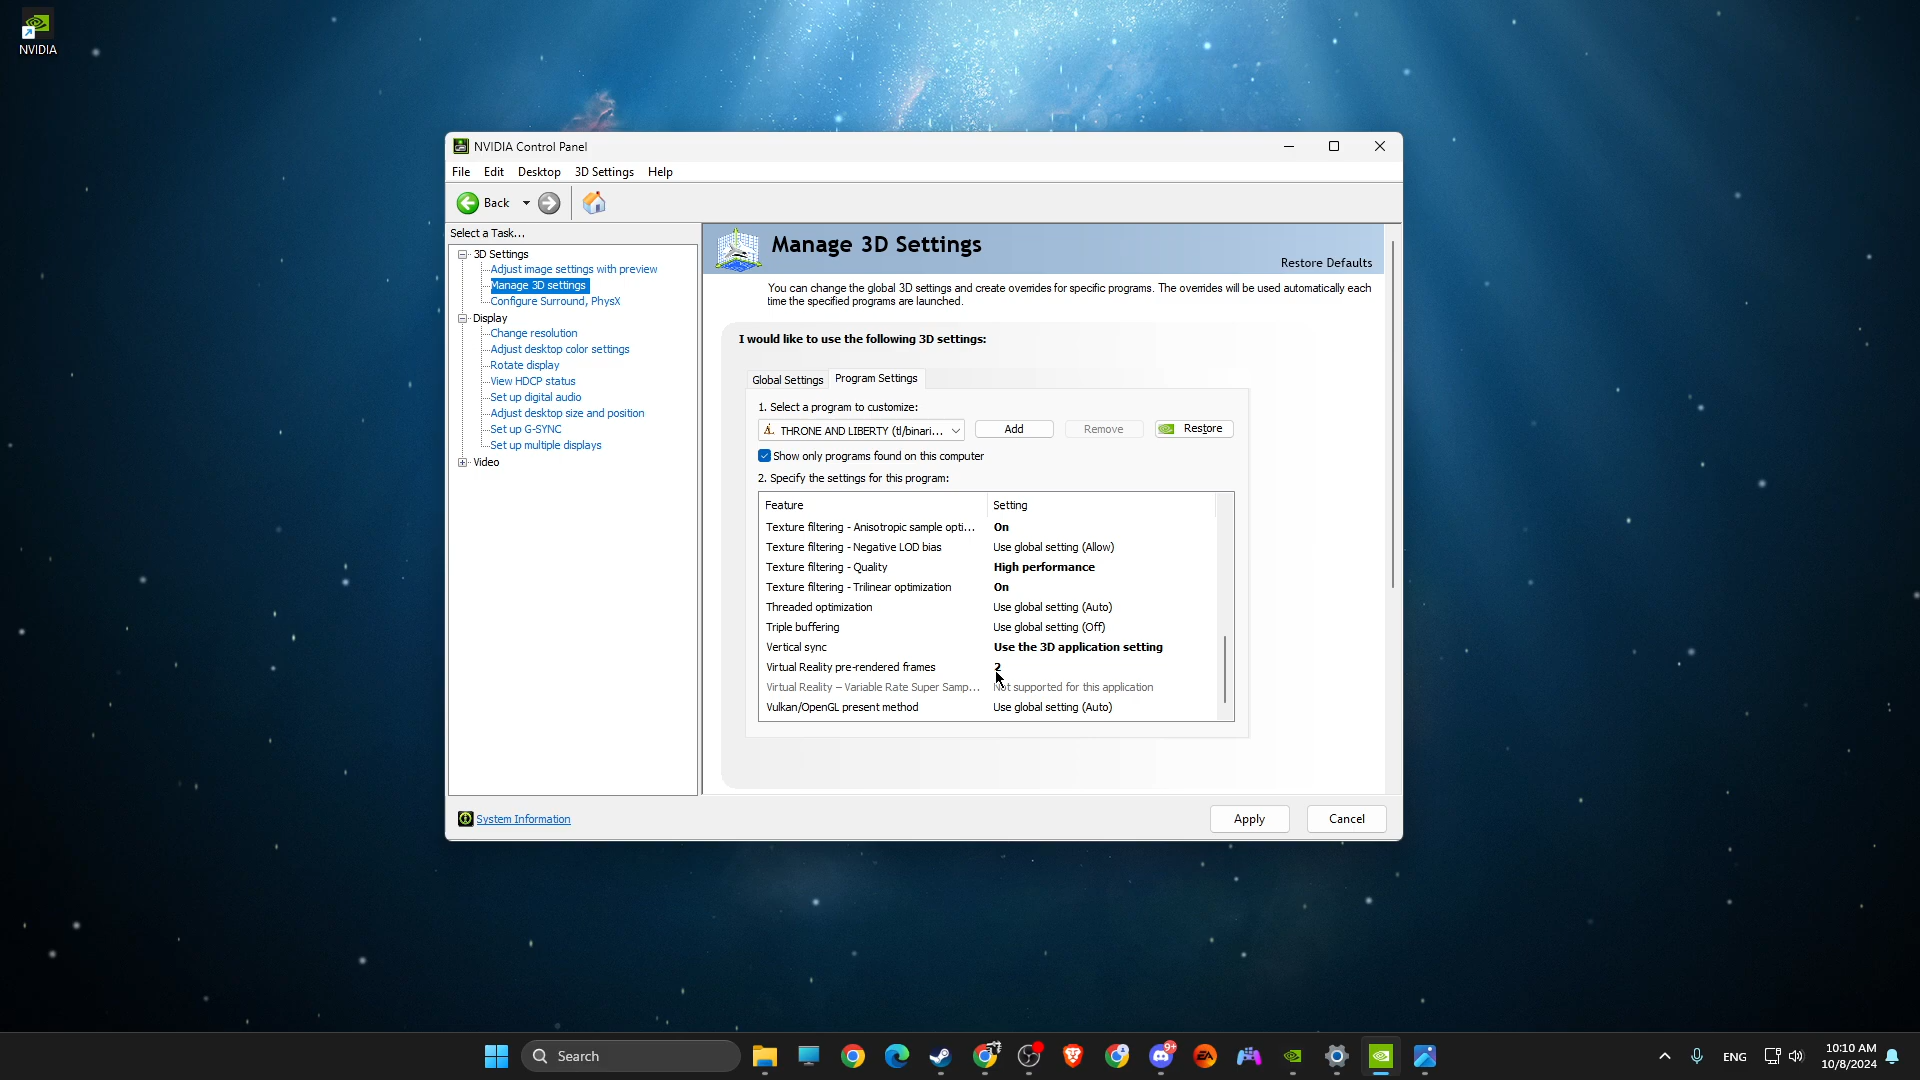 NVIDIA
NVIDIA Control Panel
File Edit Desktop 3D Settings Help
Back
Select a Task...
3D Settings
Adjust image settings with preview
Manage 3D settings
Configure Surround, PhysX
Display
Change resolution
Adjust desktop color settings
Rotate display
View HDCP status
Set up digital audio
Adjust desktop size and position
Set up G-SYNC
Set up multiple displays
Video
Manage 3D Settings
Restore Defaults
You can change the global 3D settings and create overrides for specific programs. The overrides will be used automatically each
time the specified programs are launched.
I would like to use the following 3D settings:
Global Settings Program Settings
1. Select a program to customize:
THRONE AND LIBERTY (tl/binari... Add Remove Restore
Show only programs found on this computer
2. Specify the settings for this program:
Feature Setting
Texture filtering - Anisotropic sample opti... On
Texture filtering - Negative LOD bias Use global setting (Allow)
Texture filtering - Quality High performance
Texture filtering - Trilinear optimization On
Threaded optimization Use global setting (Auto)
Triple buffering Use global setting (Off)
Vertical sync Use the 3D application setting
Virtual Reality pre-rendered frames 2
Virtual Reality – Variable Rate Super Samp... Not supported for this application
Vulkan/OpenGL present method Use global setting (Auto)
System Information
Apply Cancel
Search
9+
EA
ENG
10:10 AM
10/8/2024